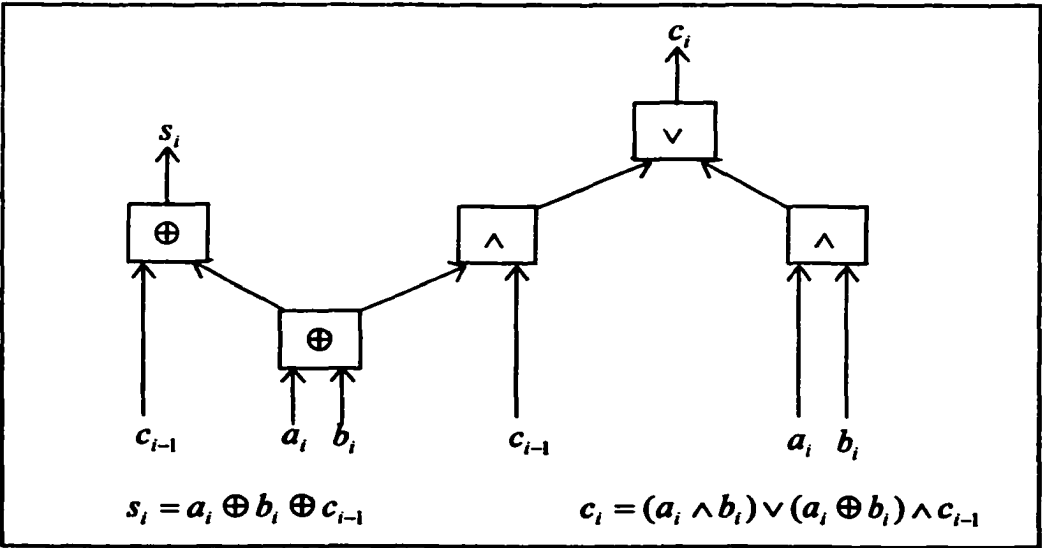 c_i
∨
s_i
⊕ ∧ ∧
⊕
c_{i-1} a_i b_i c_{i-1} a_i b_i
s_i = a_i ⊕ b_i ⊕ c_{i-1} c_i = (a_i ∧ b_i) ∨ (a_i ⊕ b_i) ∧ c_{i-1}